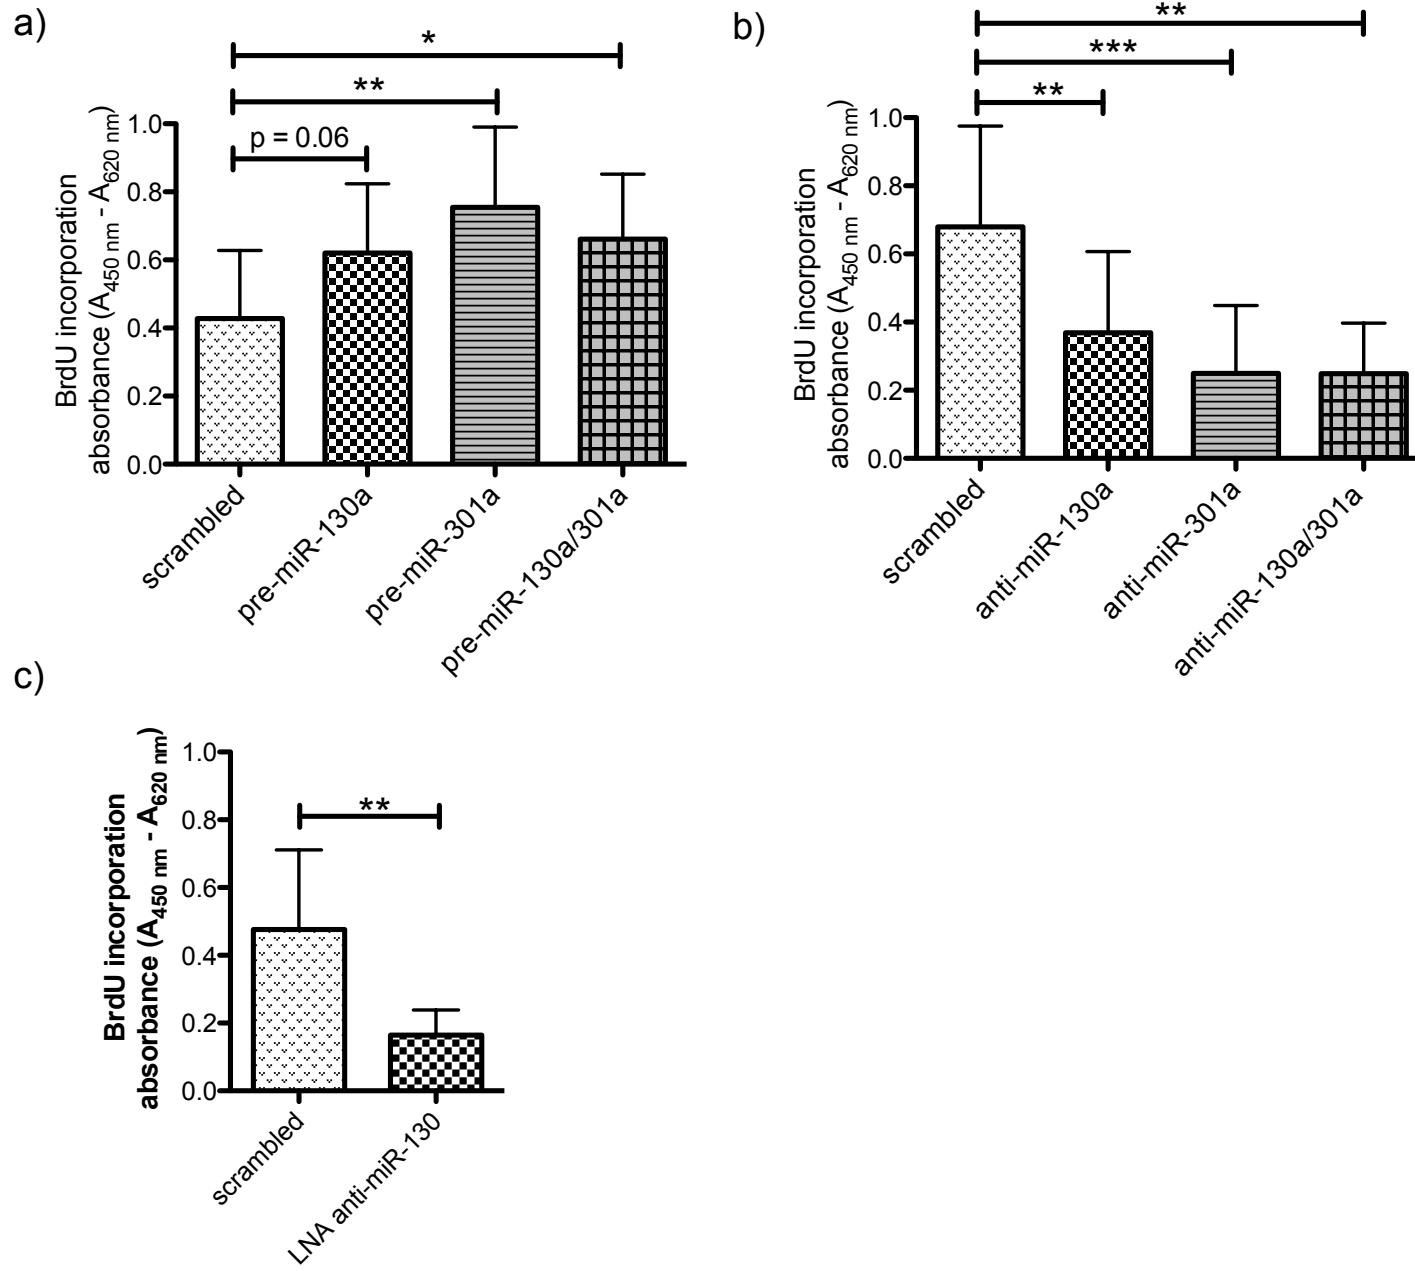 a)
*
**
p = 0.06
BrdU incorporation
absorbance (A450 nm - A620 nm)
1.0
0.8
0.6
0.4
0.2
0.0
scrambled
pre-miR-130a
pre-miR-301a
pre-miR-130a/301a
b)
**
***
**
BrdU incorporation
absorbance (A450 nm - A620 nm)
1.0
0.8
0.6
0.4
0.2
0.0
scrambled
anti-miR-130a
anti-miR-301a
anti-miR-130a/301a
c)
**
BrdU incorporation
absorbance (A450 nm - A620 nm)
1.0
0.8
0.6
0.4
0.2
0.0
scrambled
LNA anti-miR-130